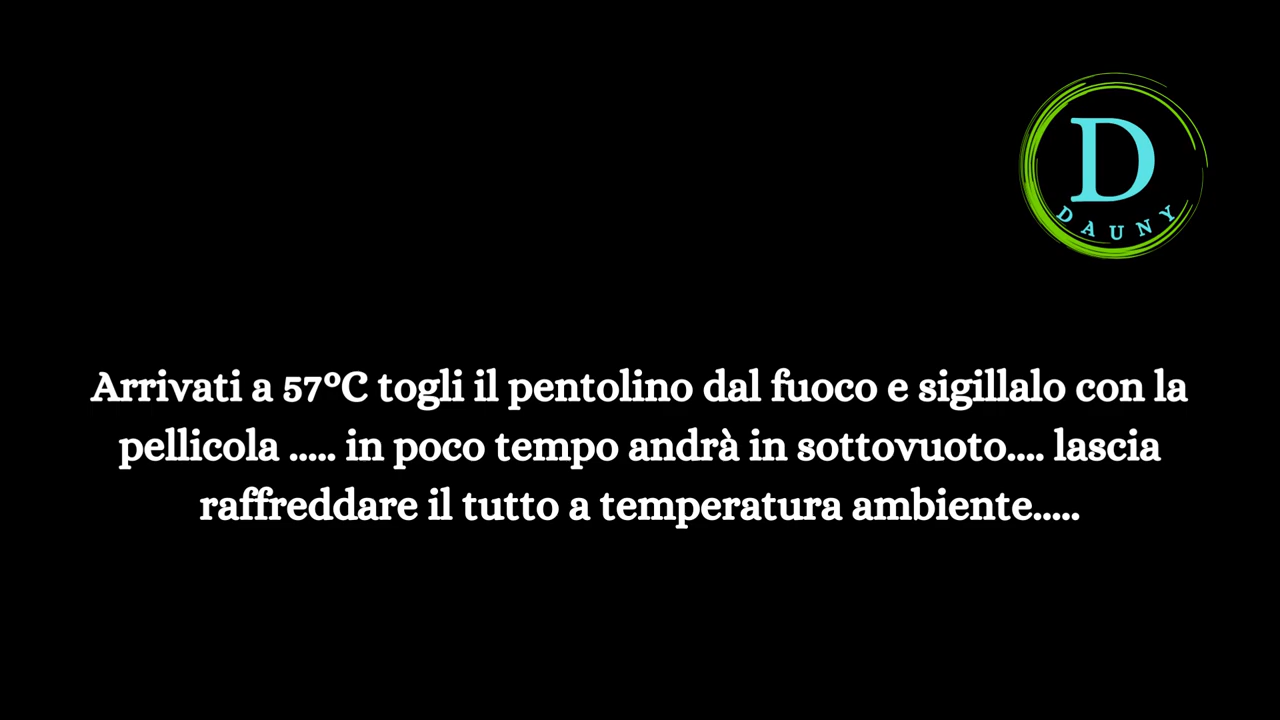 D
DAUNY
Arrivati a 57°C togli il pentolino dal fuoco e sigillalo con la
pellicola ..... in poco tempo andrà in sottovuoto.... lascia
raffreddare il tutto a temperatura ambiente.....